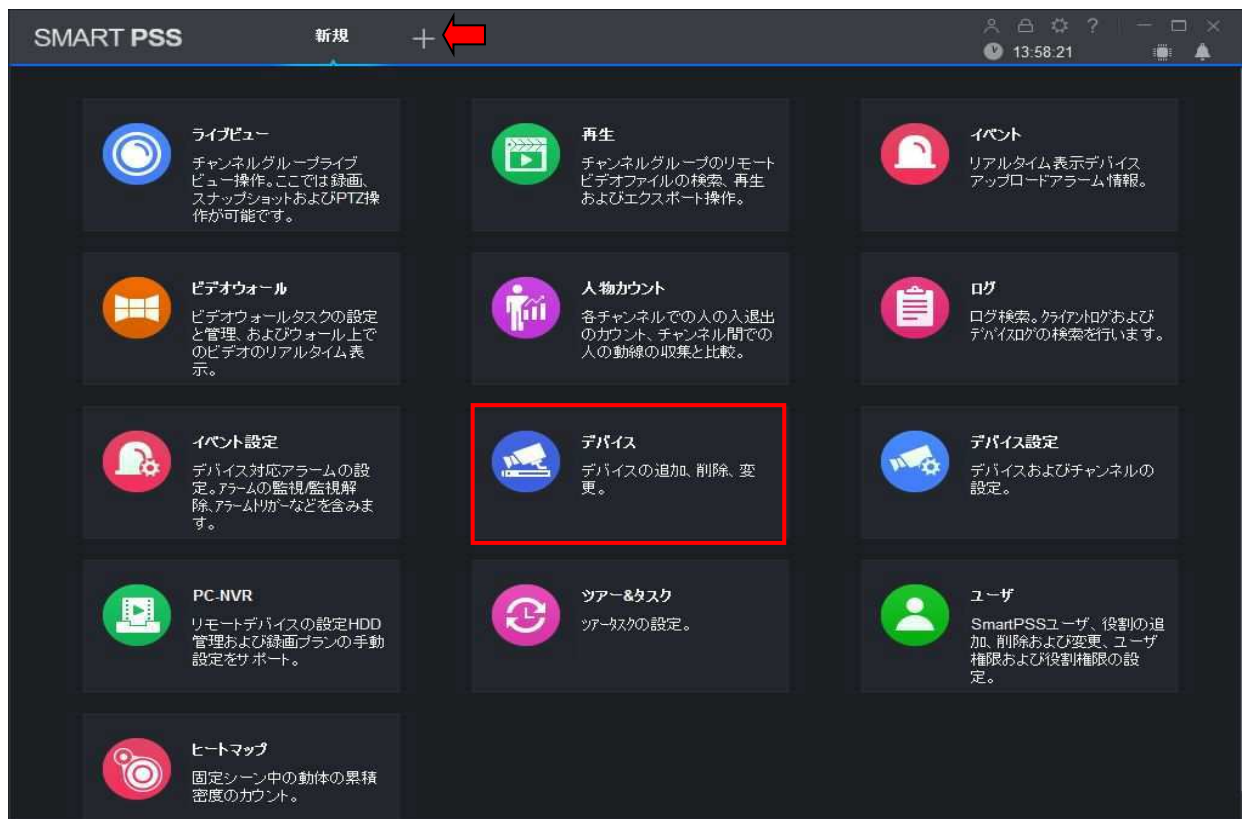 SMART PSS
新規
?
13:58:21
ライブビュー
チャンネルグループライブ
ビュー操作。ここでは録画、
スナップショットおよびPTZ操
作が可能です。
再生
チャンネルグループのリモート
ビデオファイルの検索、再生
およびエクスポート操作。
イベント
リアルタイム表示デバイス
アップロードアラーム情報。
ビデオウォール
ビデオウォールタスクの設定
と管理、およびウォール上で
のビデオのリアルタイム表
示。
人物カウント
各チャンネルでの人の入退出
のカウント、チャンネル間での
人の動線の収集と比較。
ログ
ログ検索。クライアントログおよび
デバイスログの検索を行います。
イベント設定
デバイス対応アラームの設
定。アラームの監視/監視解
除、アラームトリガーなどを含みま
す。
デバイス
デバイスの追加、削除、変
更。
デバイス設定
デバイスおよびチャンネルの
設定。
PC-NVR
リモートデバイスの設定HDD
管理および録画プランの手動
設定をサポート。
ツアー&タスク
ツアータスクの設定。
ユーザ
SmartPSSユーザ、役割の追
加、削除および変更、ユーザ
権限および役割権限の設
定。
ヒートマップ
固定シーン中の動体の累積
密度のカウント。